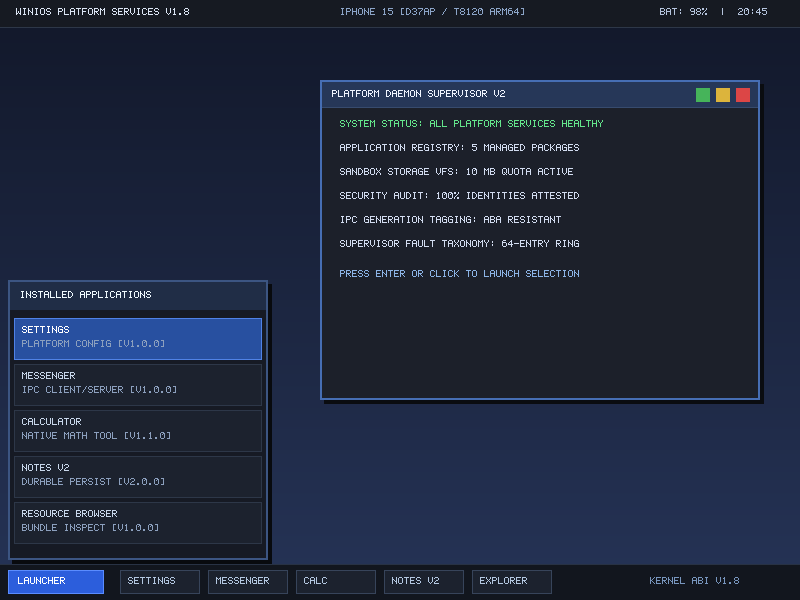 WINIOS PLATFORM SERVICES V1.8
IPHONE 15 [D37AP / T8120 ARM64]
BAT: 98% | 20:45
PLATFORM DAEMON SUPERVISOR V2
SYSTEM STATUS: ALL PLATFORM SERVICES HEALTHY
APPLICATION REGISTRY: 5 MANAGED PACKAGES
SANDBOX STORAGE VFS: 10 MB QUOTA ACTIVE
SECURITY AUDIT: 100% IDENTITIES ATTESTED
IPC GENERATION TAGGING: ABA RESISTANT
SUPERVISOR FAULT TAXONOMY: 64-ENTRY RING
PRESS ENTER OR CLICK TO LAUNCH SELECTION
INSTALLED APPLICATIONS
SETTINGS
PLATFORM CONFIG [V1.0.0]
MESSENGER
IPC CLIENT/SERVER [V1.0.0]
CALCULATOR
NATIVE MATH TOOL [V1.1.0]
NOTES V2
DURABLE PERSIST [V2.0.0]
RESOURCE BROWSER
BUNDLE INSPECT [V1.0.0]
LAUNCHER
SETTINGS
MESSENGER
CALC
NOTES V2
EXPLORER
KERNEL ABI V1.8